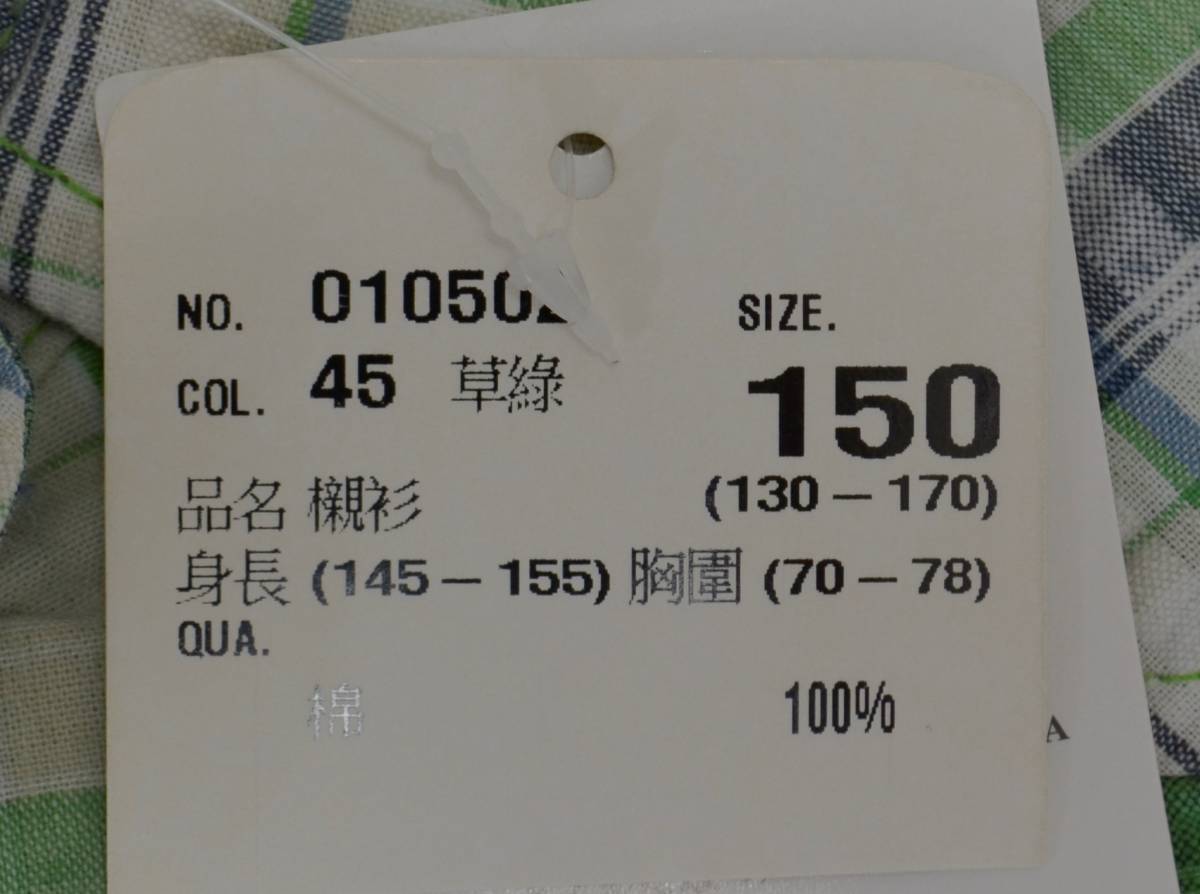 NO. 010502
SIZE.
COL. 45 草綠
150
品名 襯衫
(130－170)
身長 (145－155) 胸圍 (70－78)
QUA.
棉 100%
A